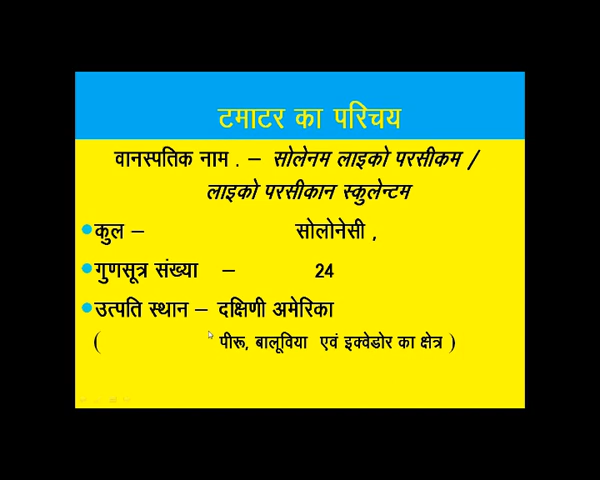 टमाटर का परिचय
वानस्पतिक नाम . – सोलेनम लाइको परसीकम /
लाइको परसीकान स्कुलेन्टम
कुल – सोलोनेसी ,
गुणसूत्र संख्या – 24
उत्पति स्थान – दक्षिणी अमेरिका
( पीरू, बालूविया एवं इक्वेडोर का क्षेत्र )